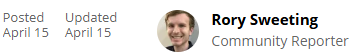 Posted Updated
April 15 April 15
Rory Sweeting
Community Reporter